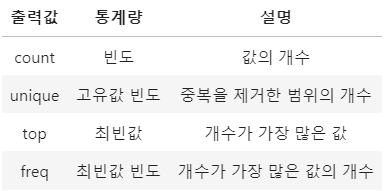 출력값 통계량 설명
count 빈도 값의 개수
unique 고유값 빈도 중복을 제거한 범위의 개수
top 최빈값 개수가 가장 많은 값
freq 최빈값 빈도 개수가 가장 많은 값의 개수